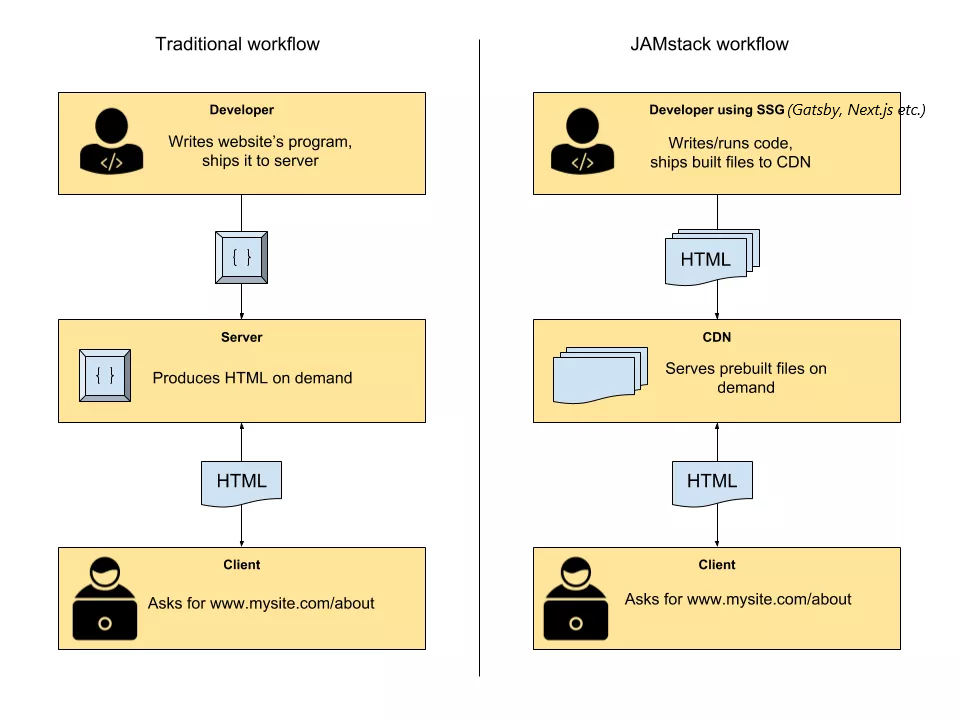 Traditional workflow
Developer
</>
Writes website's program,
ships it to server
{ }
Server
{ }
Produces HTML on demand
HTML
Client
Asks for www.mysite.com/about
JAMstack workflow
Developer using SSG (Gatsby, Next.js etc.)
</>
Writes/runs code,
ships built files to CDN
HTML
CDN
Serves prebuilt files on
demand
HTML
Client
Asks for www.mysite.com/about